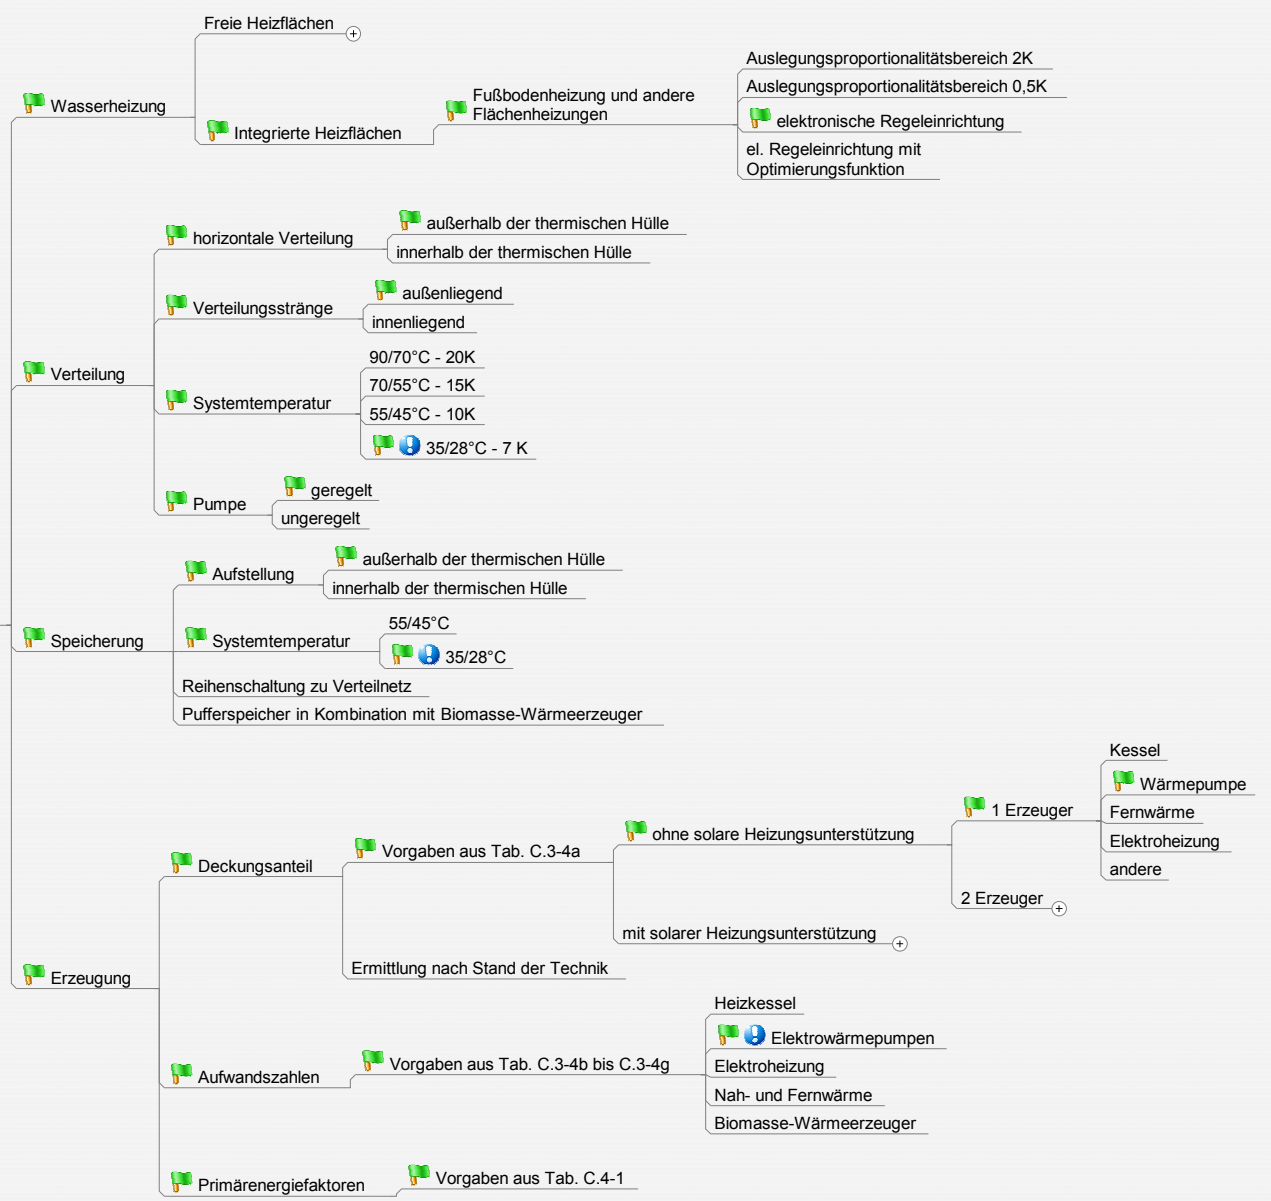 Freie Heizflächen
Wasserheizung
Integrierte Heizflächen
Fußbodenheizung und andere
Flächenheizungen
Auslegungsproportionalitätsbereich 2K
Auslegungsproportionalitätsbereich 0,5K
elektronische Regeleinrichtung
el. Regeleinrichtung mit
Optimierungsfunktion
Verteilung
horizontale Verteilung
außerhalb der thermischen Hülle
innerhalb der thermischen Hülle
Verteilungsstränge
außenliegend
innenliegend
Systemtemperatur
90/70°C - 20K
70/55°C - 15K
55/45°C - 10K
35/28°C - 7 K
Pumpe
geregelt
ungeregelt
Speicherung
Aufstellung
außerhalb der thermischen Hülle
innerhalb der thermischen Hülle
Systemtemperatur
55/45°C
35/28°C
Reihenschaltung zu Verteilnetz
Pufferspeicher in Kombination mit Biomasse-Wärmeerzeuger
Erzeugung
Deckungsanteil
Vorgaben aus Tab. C.3-4a
ohne solare Heizungsunterstützung
1 Erzeuger
Kessel
Wärmepumpe
Fernwärme
Elektroheizung
andere
2 Erzeuger
mit solarer Heizungsunterstützung
Ermittlung nach Stand der Technik
Aufwandszahlen
Vorgaben aus Tab. C.3-4b bis C.3-4g
Heizkessel
Elektrowärmepumpen
Elektroheizung
Nah- und Fernwärme
Biomasse-Wärmeerzeuger
Primärenergiefaktoren
Vorgaben aus Tab. C.4-1